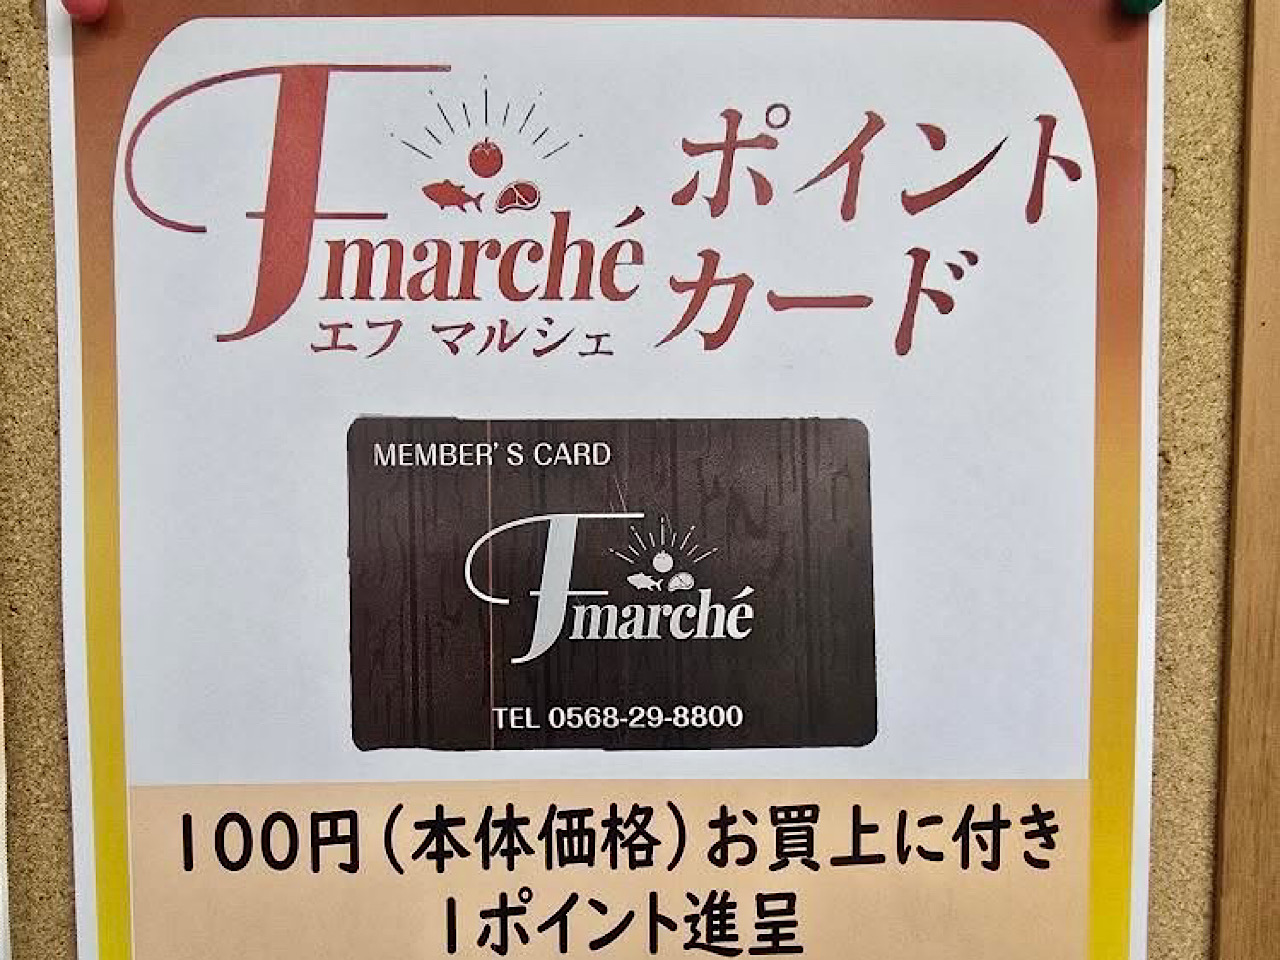 F marché ポイント
エフ マルシェ カード
MEMBER'S CARD
F marché
TEL 0568-29-8800
100円(本体価格)お買上に付き
1ポイント進呈